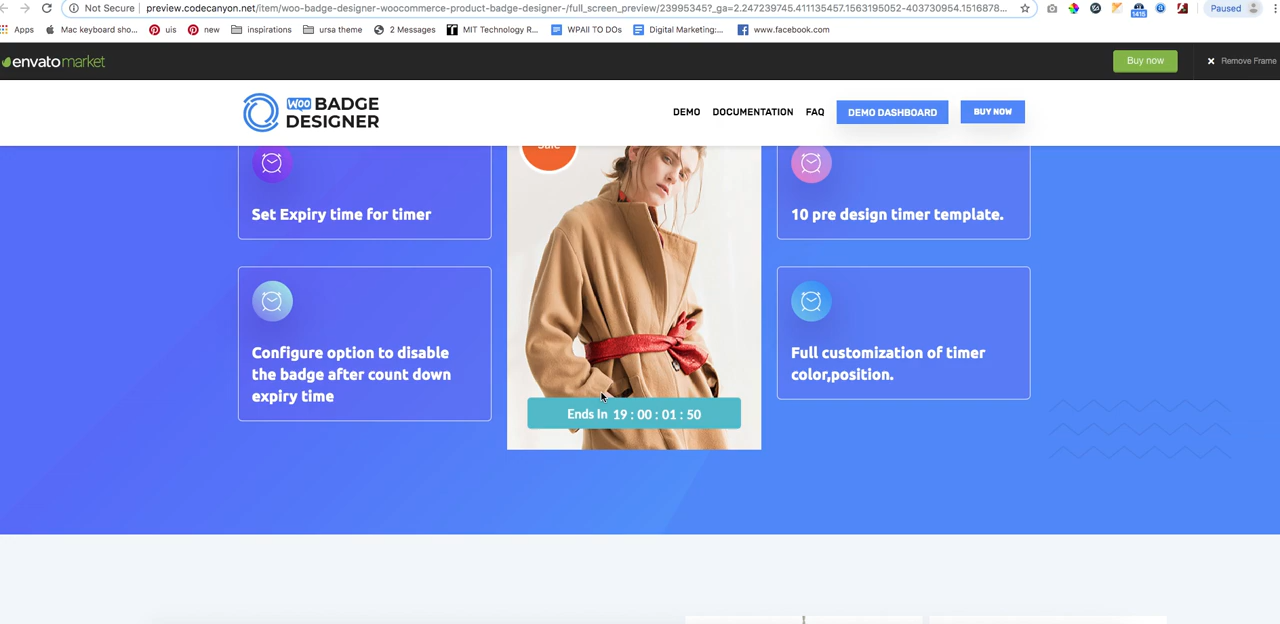 Not Secure
preview.codecanyon.net/item/woo-badge-designer-woocommerce-product-badge-designer-/full_screen_preview/23995345?_ga=2.247239745.411135457.1563195052-403730954.1516878...
1415
Paused
Apps
Mac keyboard sho...
uis
new
inspirations
ursa theme
2 Messages
MIT Technology R...
WPAll TO DOs
Digital Marketing:...
www.facebook.com
envatomarket
Buy now
Remove Frame
WOO BADGE
DESIGNER
DEMO
DOCUMENTATION
FAQ
DEMO DASHBOARD
BUY NOW
Sale
Set Expiry time for timer
10 pre design timer template.
Configure option to disable
the badge after count down
expiry time
Full customization of timer
color,position.
Ends In 19 : 00 : 01 : 50